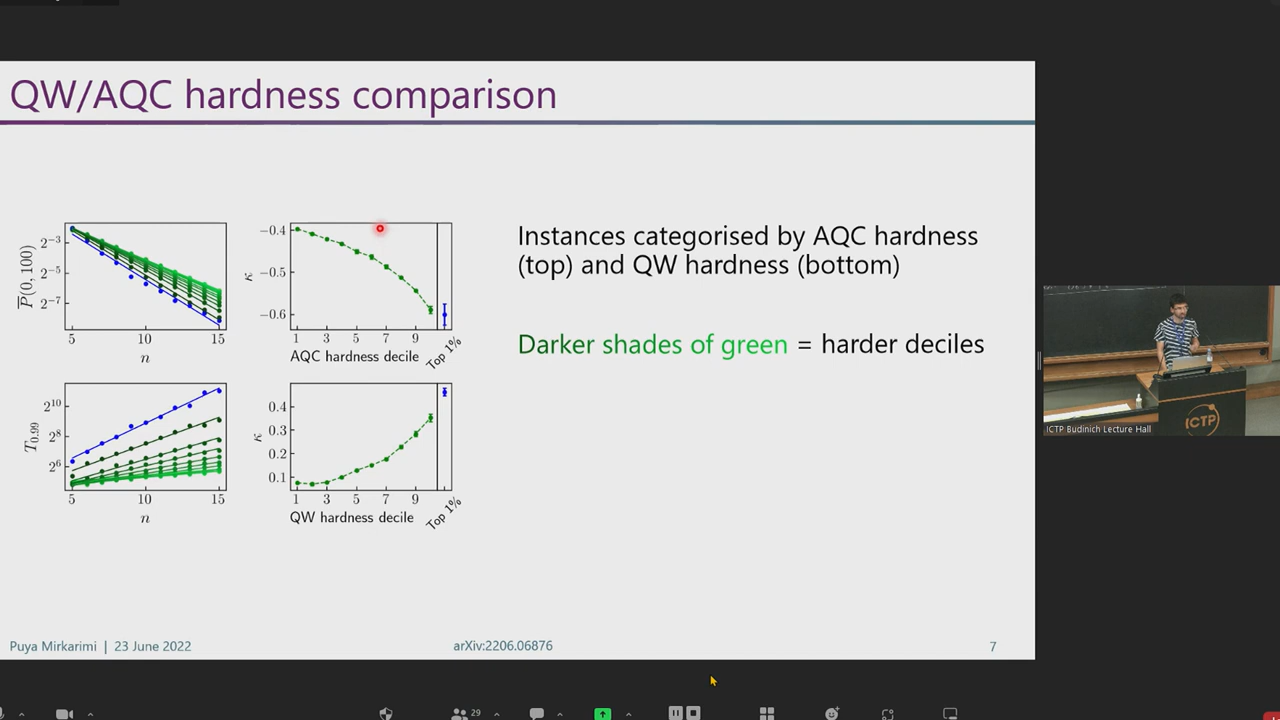 QW/AQC hardness comparison
P(0, 100)
2^-3
2^-5
2^-7
5
10
15
n
κ
−0.4
−0.5
−0.6
1
3
5
7
9
AQC hardness decile
Top 1%
T0.99
2^10
2^8
2^6
5
10
15
n
κ
0.4
0.3
0.2
0.1
1
3
5
7
9
QW hardness decile
Top 1%
Instances categorised by AQC hardness
(top) and QW hardness (bottom)
Darker shades of green = harder deciles
Puya Mirkarimi | 23 June 2022
arXiv:2206.06876
7
ICTP
ICTP Budinich Lecture Hall
29